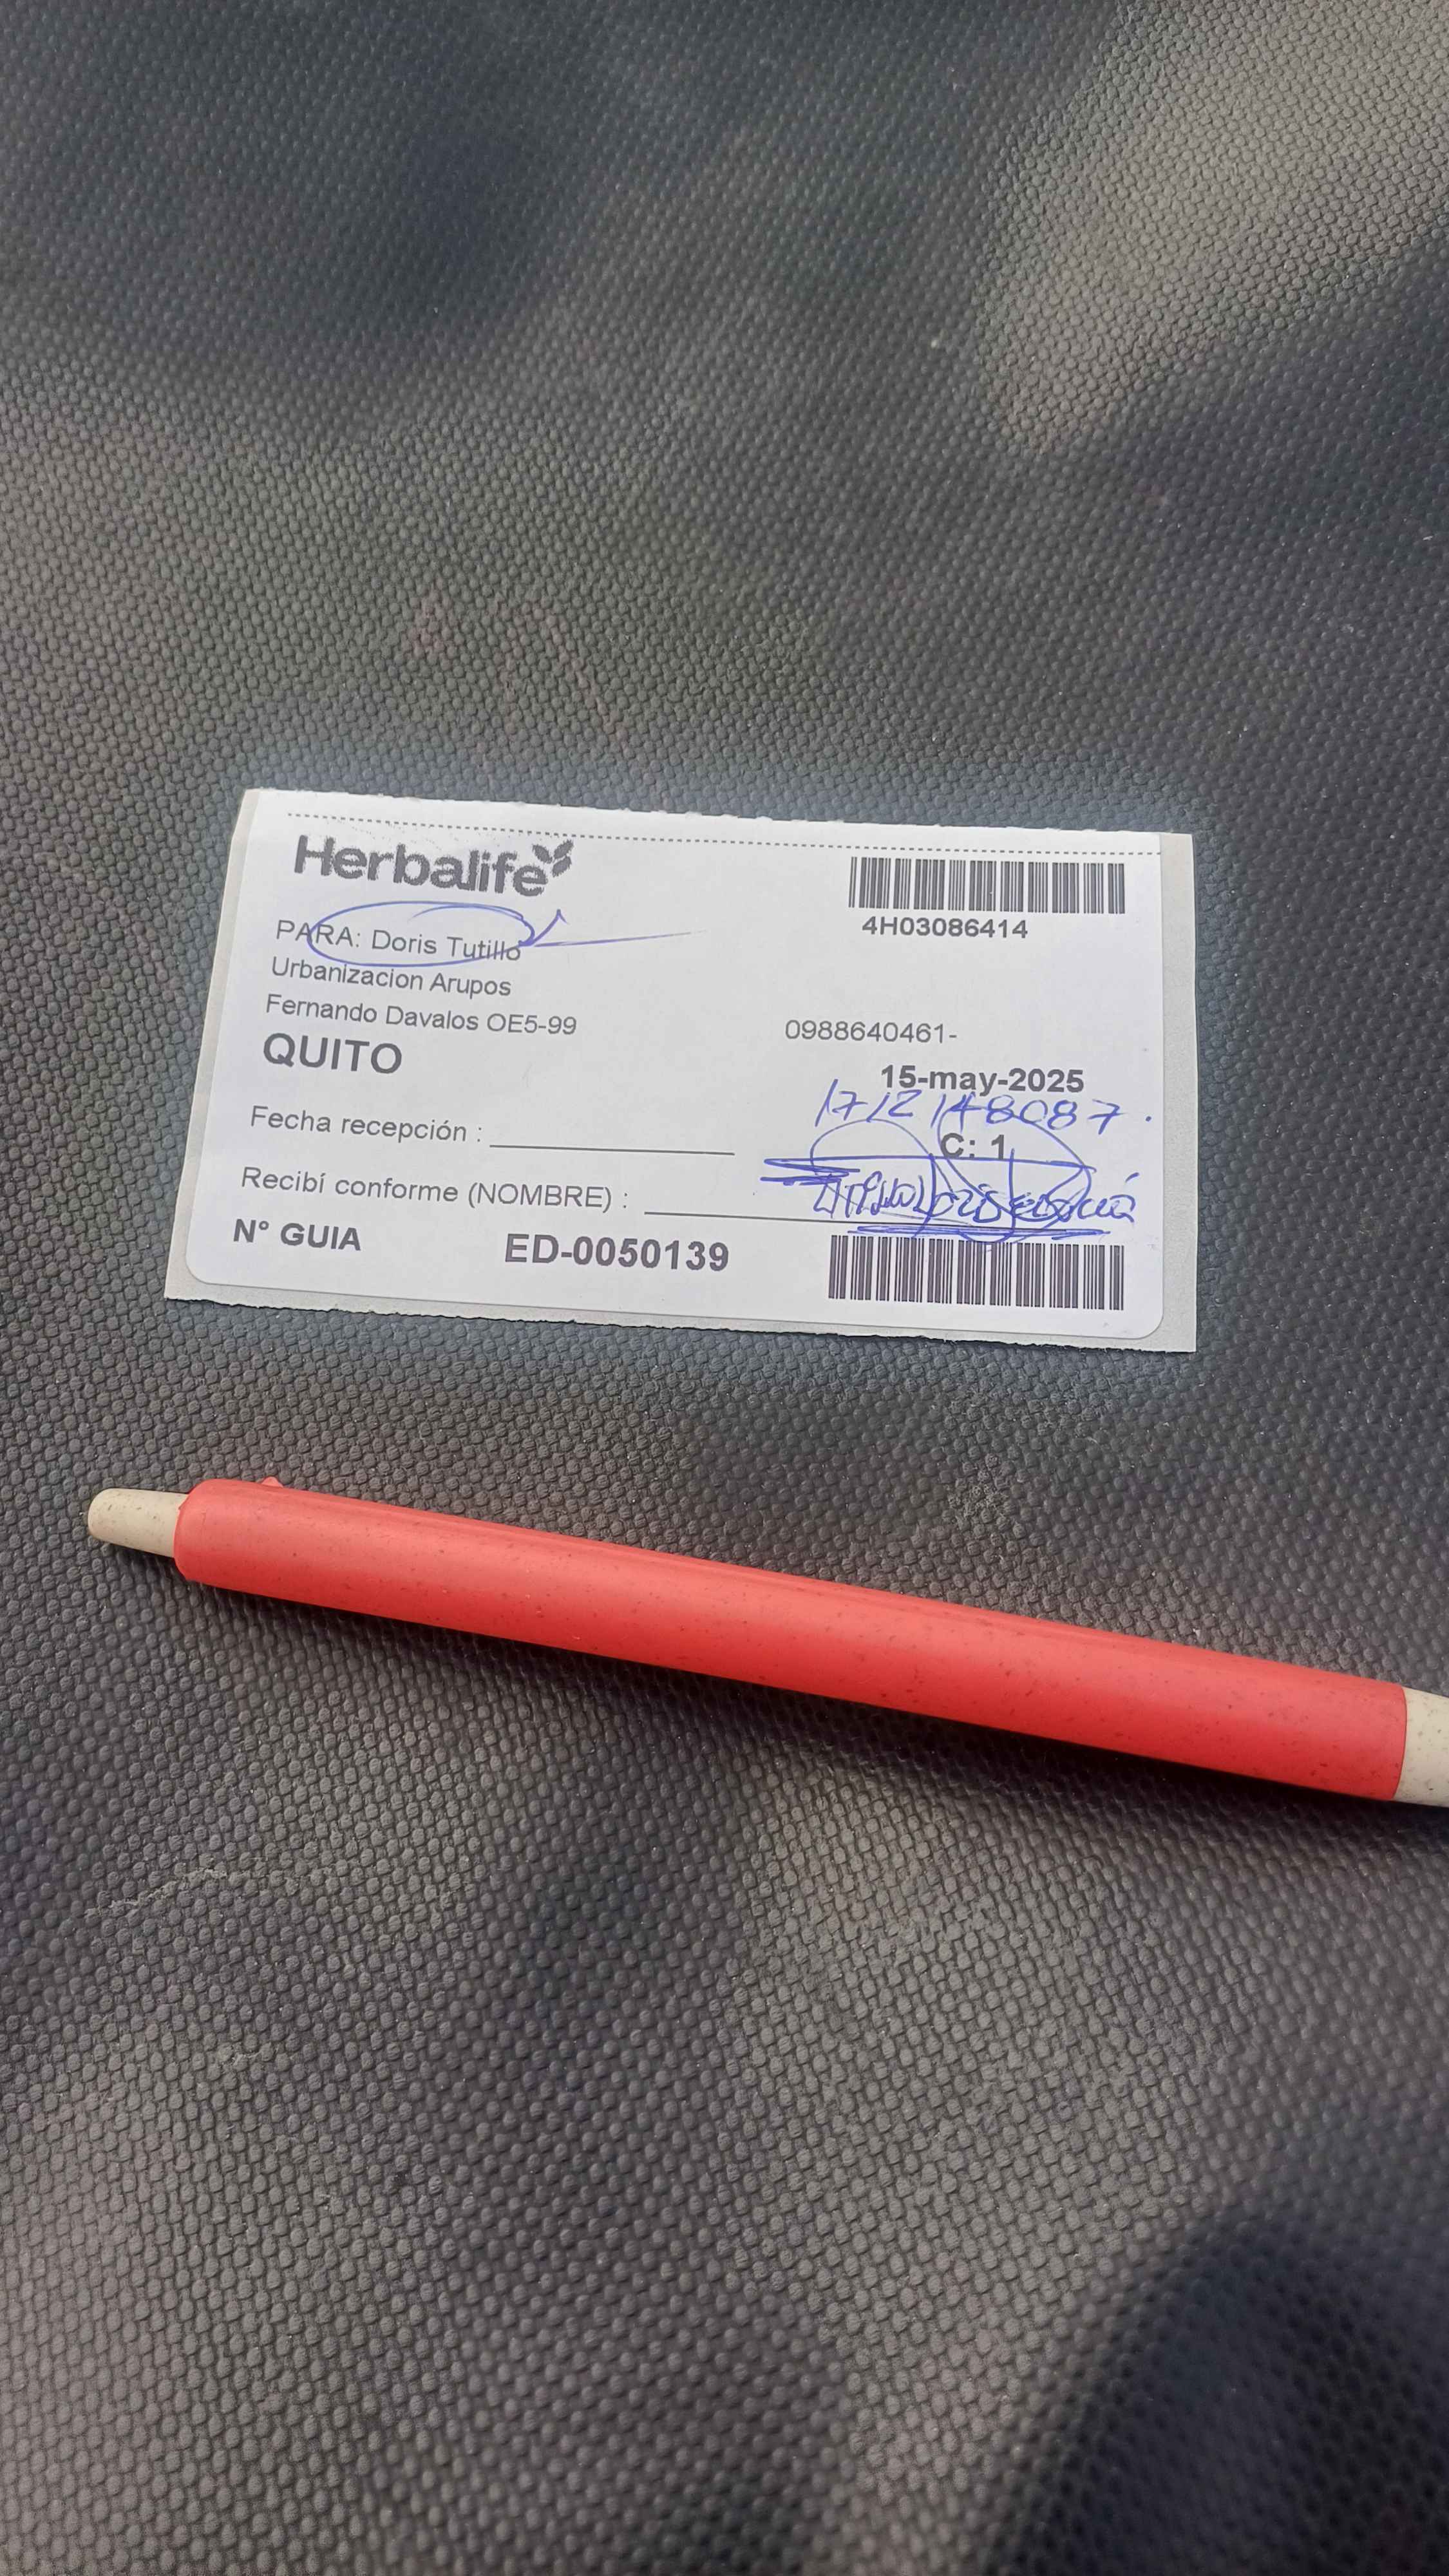 Herbalife
4H03086414
PARA: Doris Tutillo
Urbanizacion Arupos
Fernando Davalos OE5-99
0988640461-
QUITO
15-may-2025
1712148087.
Fecha recepción :
C: 1
Recibí conforme (NOMBRE) :
N° GUIA ED-0050139